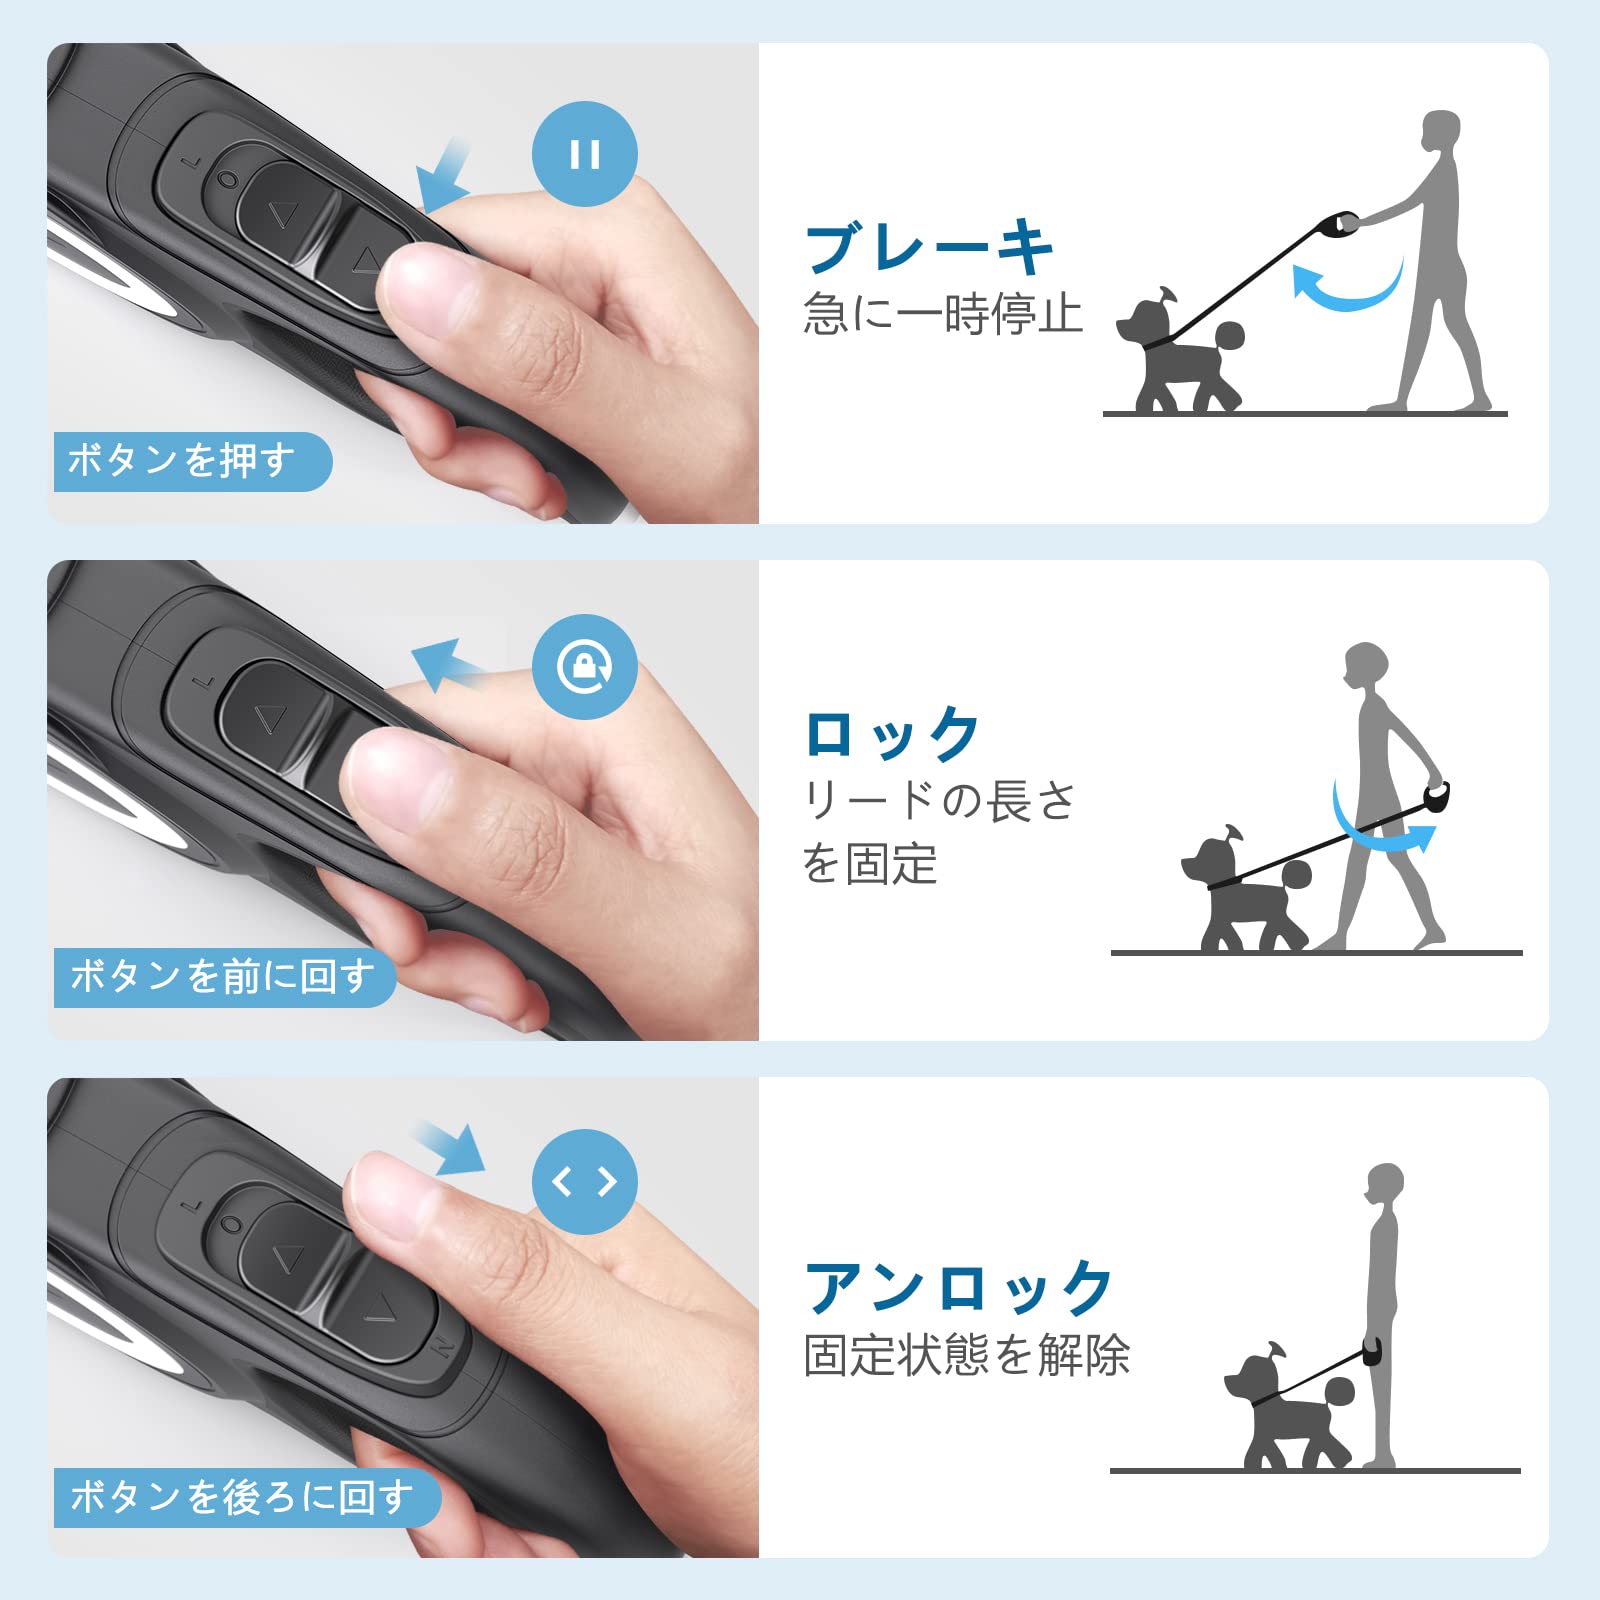 L
O
ボタンを押す
ブレーキ
急に一時停止
L
ボタンを前に回す
ロック
リードの長さ
を固定
L
O
N
ボタンを後ろに回す
アンロック
固定状態を解除